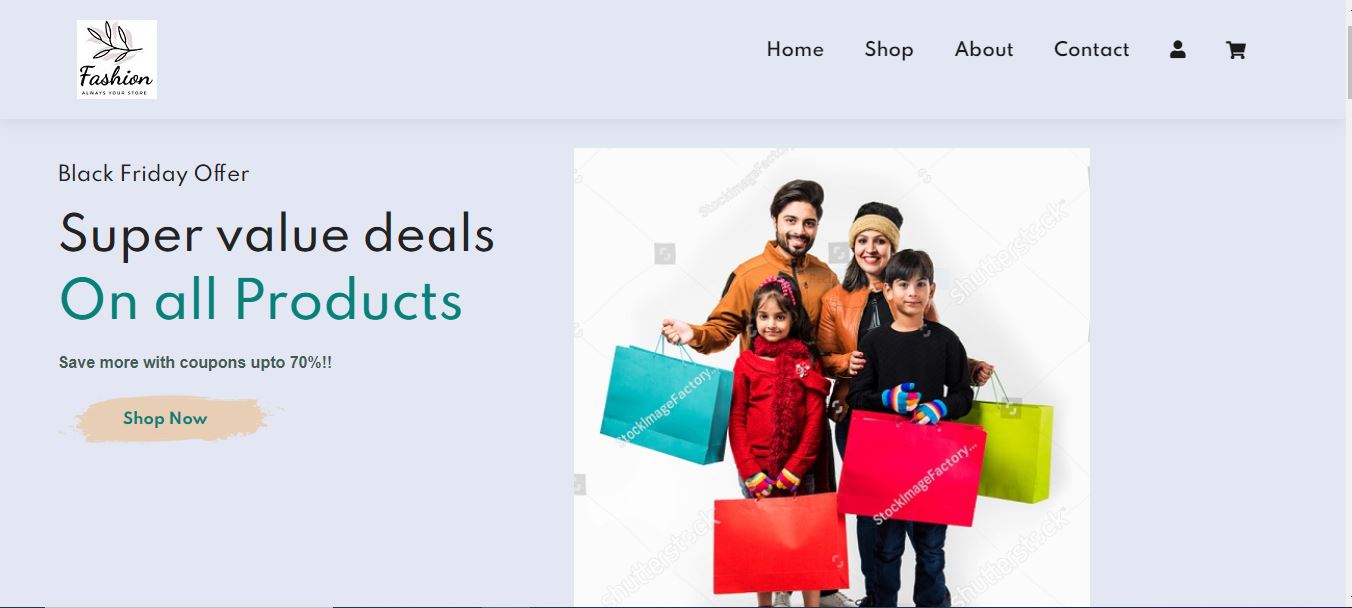 Fashion
ALWAYS YOUR STORE
Home Shop About Contact
Black Friday Offer
Super value deals
On all Products
Save more with coupons upto 70%!!
Shop Now
StockImageFactory...
shutterstock
StockImageFactory...
StockImageFactory...
shutterstock
shutterstock